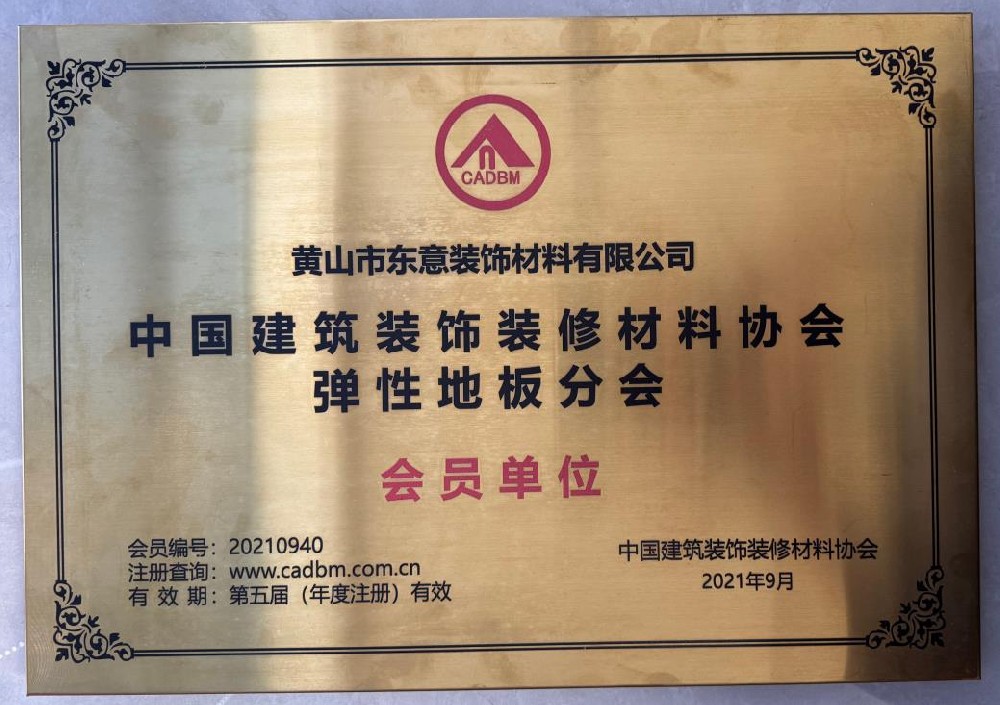 CADBM
黄山市东意装饰材料有限公司
中国建筑装饰装修材料协会
弹性地板分会
会员单位
会员编号：20210940
注册查询：www.cadbm.com.cn
有 效 期：第五届（年度注册）有效
中国建筑装饰装修材料协会
2021年9月